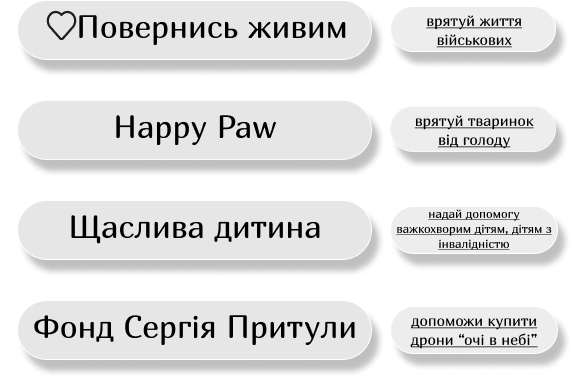 Повернись живим
врятуй життя
військових
Happy Paw
врятуй тваринок
від голоду
Щаслива дитина
надай допомогу
важкохворим дітям, дітям з
інвалідністю
Фонд Сергія Притули
допоможи купити
дрони “очі в небі”